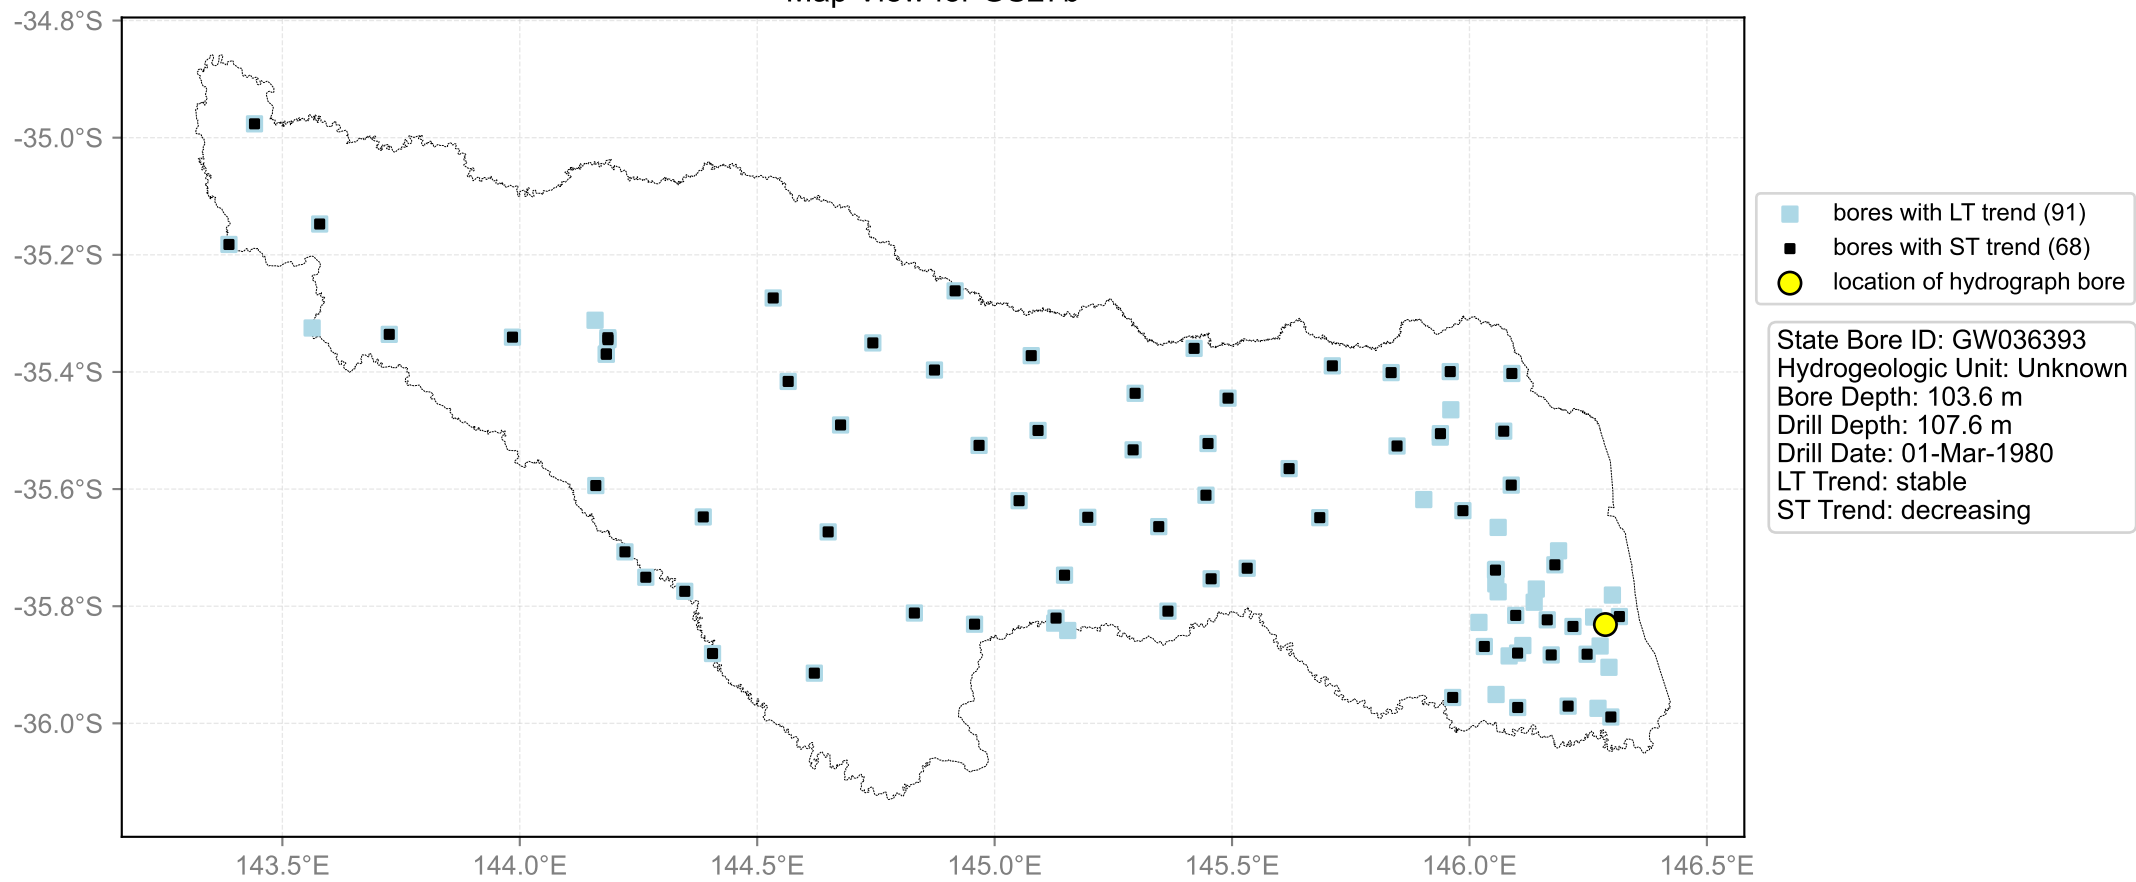 -34.8°S
-35.0°S
-35.2°S
-35.4°S
-35.6°S
-35.8°S
-36.0°S
143.5°E
144.0°E
144.5°E
145.0°E
145.5°E
146.0°E
146.5°E
bores with LT trend (91)
bores with ST trend (68)
location of hydrograph bore
State Bore ID: GW036393
Hydrogeologic Unit: Unknown
Bore Depth: 103.6 m
Drill Depth: 107.6 m
Drill Date: 01-Mar-1980
LT Trend: stable
ST Trend: decreasing